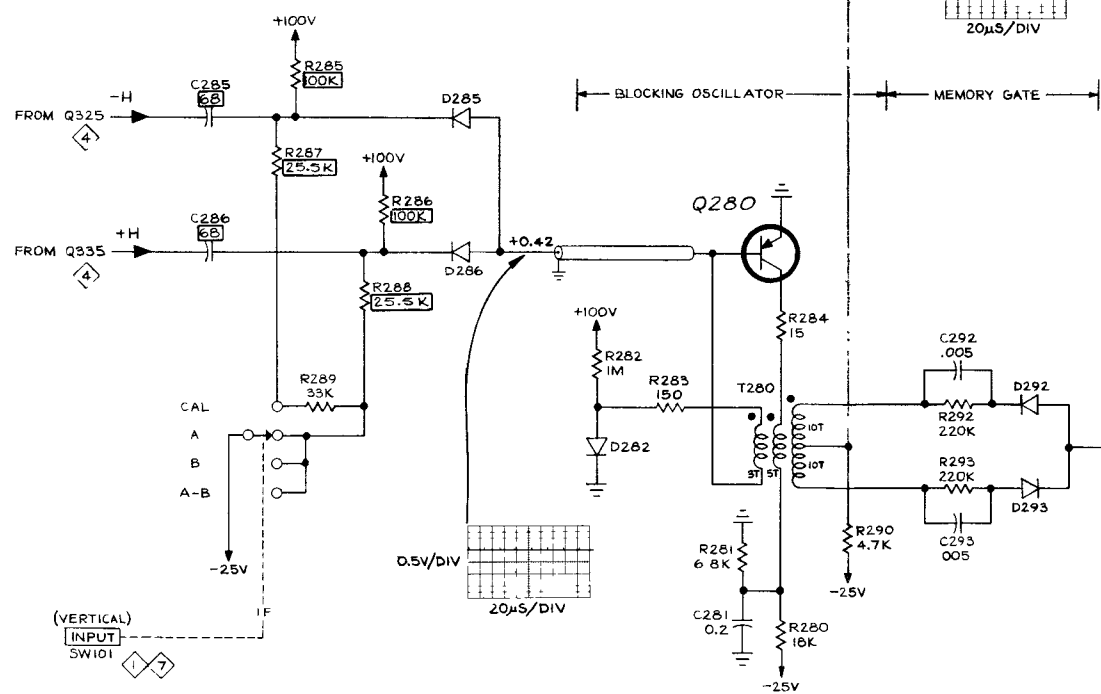 20µS/DIV
+100V
R285
100K
C285
68
-H
FROM Q325
4
D285
BLOCKING OSCILLATOR
MEMORY GATE
R287
25.5K
+100V
R286
100K
Q280
C286
68
+H
FROM Q335
4
D286
+0.42
R288
25.5K
+100V
R282
1M
R284
15
C292
.005
R289
33K
R283
150
T280
D292
R292
220K
CAL
A
B
A-B
D282
3T
5T
10T
10T
R293
220K
D293
C293
005
-25V
0.5V/DIV
20µS/DIV
R281
6 8K
R290
4.7K
-25V
C281
0.2
R280
18K
-25V
1F
(VERTICAL)
INPUT
SW101
1
7